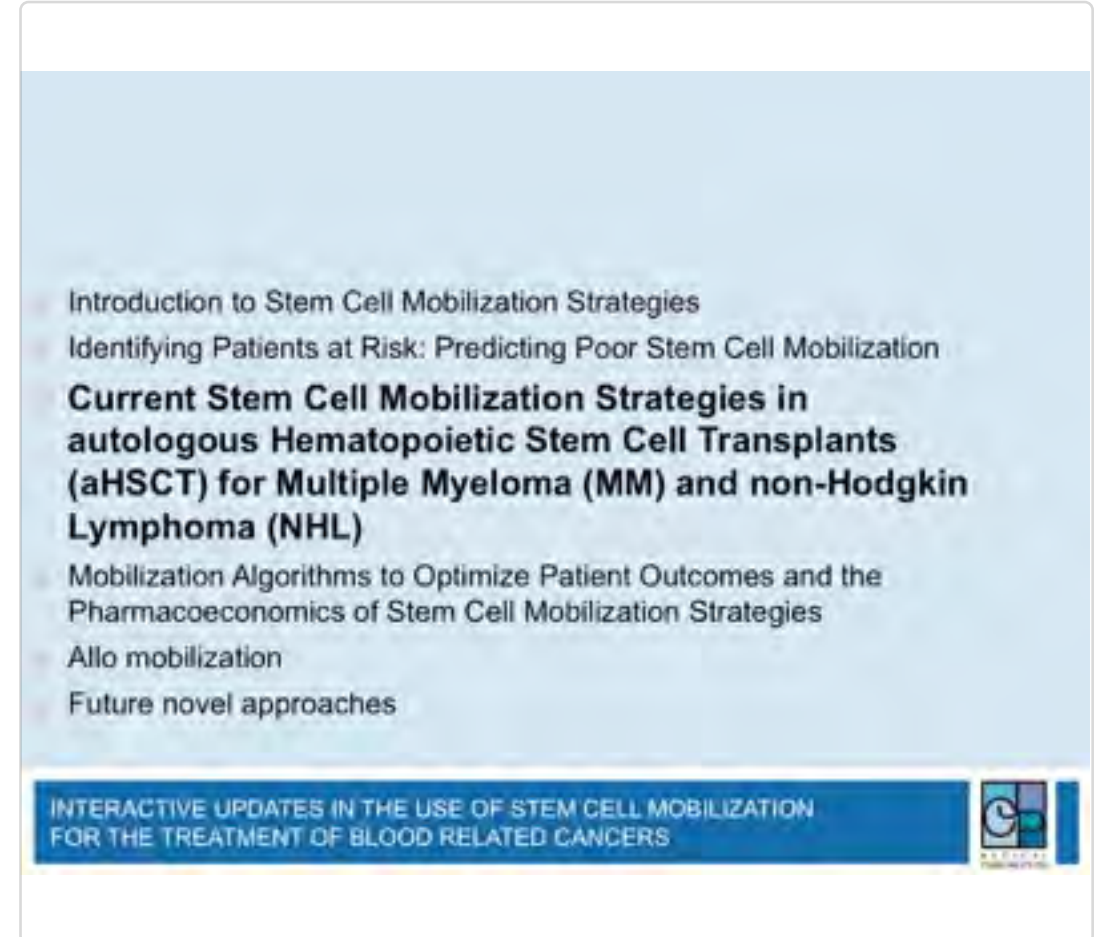 Introduction to Stem Cell Mobilization Strategies
Identifying Patients at Risk: Predicting Poor Stem Cell Mobilization
Current Stem Cell Mobilization Strategies in
autologous Hematopoietic Stem Cell Transplants
(aHSCT) for Multiple Myeloma (MM) and non-Hodgkin
Lymphoma (NHL)
Mobilization Algorithms to Optimize Patient Outcomes and the
Pharmacoeconomics of Stem Cell Mobilization Strategies
Allo mobilization
Future novel approaches
INTERACTIVE UPDATES IN THE USE OF STEM CELL MOBILIZATION
FOR THE TREATMENT OF BLOOD RELATED CANCERS